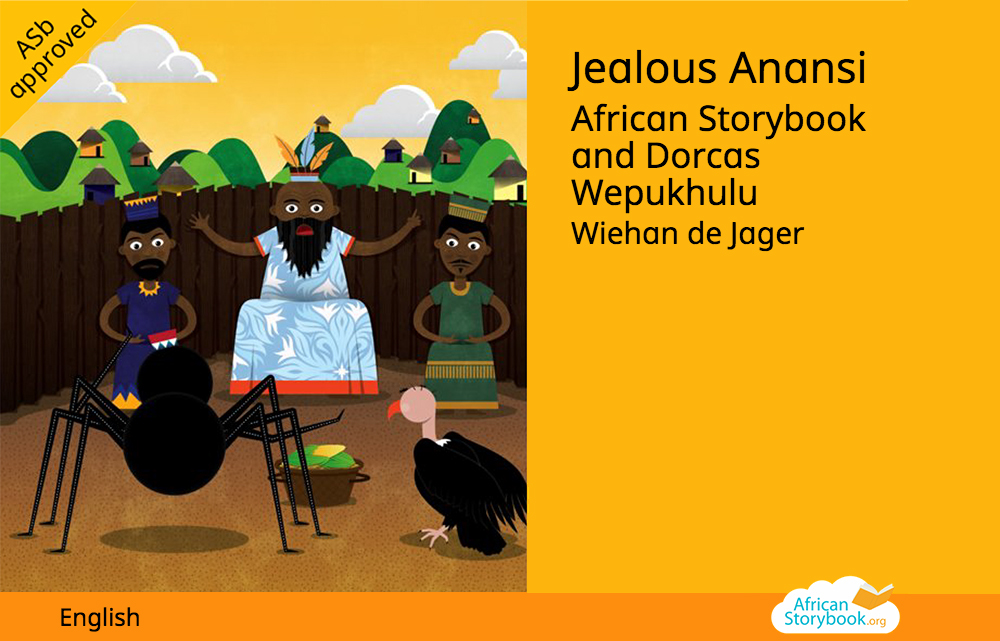 ASb
approved
Jealous Anansi
African Storybook
and Dorcas
Wepukhulu
Wiehan de Jager
English
African
Storybook.org